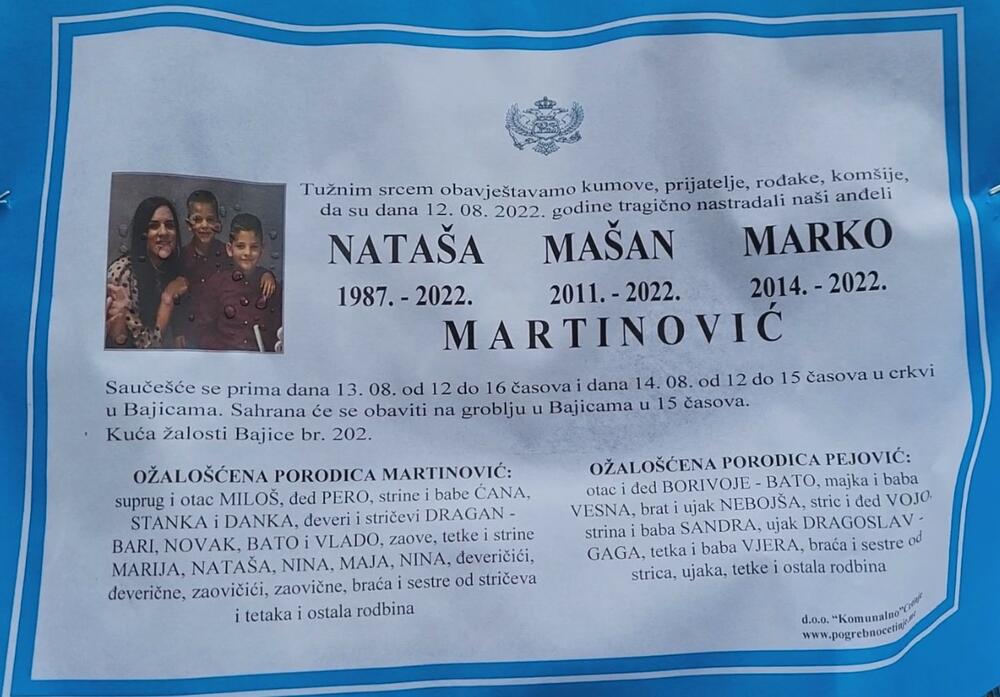 Tužnim srcem obavještavamo kumove, prijatelje, rođake, komšije,
da su dana 12. 08. 2022. godine tragično nastradali naši anđeli
NATAŠA MAŠAN MARKO
1987. - 2022. 2011. - 2022. 2014. - 2022.
MARTINOVIĆ
Saučešće se prima dana 13. 08. od 12 do 16 časova i dana 14. 08. od 12 do 15 časova u crkvi
u Bajicama. Sahrana će se obaviti na groblju u Bajicama u 15 časova.
Kuća žalosti Bajice br. 202.
OŽALOŠĆENA PORODICA MARTINOVIĆ:
suprug i otac MILOŠ, đed PERO, strine i babe ĆANA,
STANKA i DANKA, đeveri i stričevi DRAGAN -
BARI, NOVAK, BATO i VLADO, zaove, tetke i strine
MARIJA, NATAŠA, NINA, MAJA, NINA, đeveričići,
đeverične, zaovičići, zaovične, braća i sestre od stričeva
i tetaka i ostala rodbina
OŽALOŠĆENA PORODICA PEJOVIĆ:
otac i đed BORIVOJE - BATO, majka i baba
VESNA, brat i ujak NEBOJŠA, stric i đed VOJO,
strina i baba SANDRA, ujak DRAGOSLAV -
GAGA, tetka i baba VJERA, braća i sestre od
strica, ujaka, tetke i ostala rodbina
d.o.o. “Komunalno” Cetinje
www.pogrebnocetinje.me